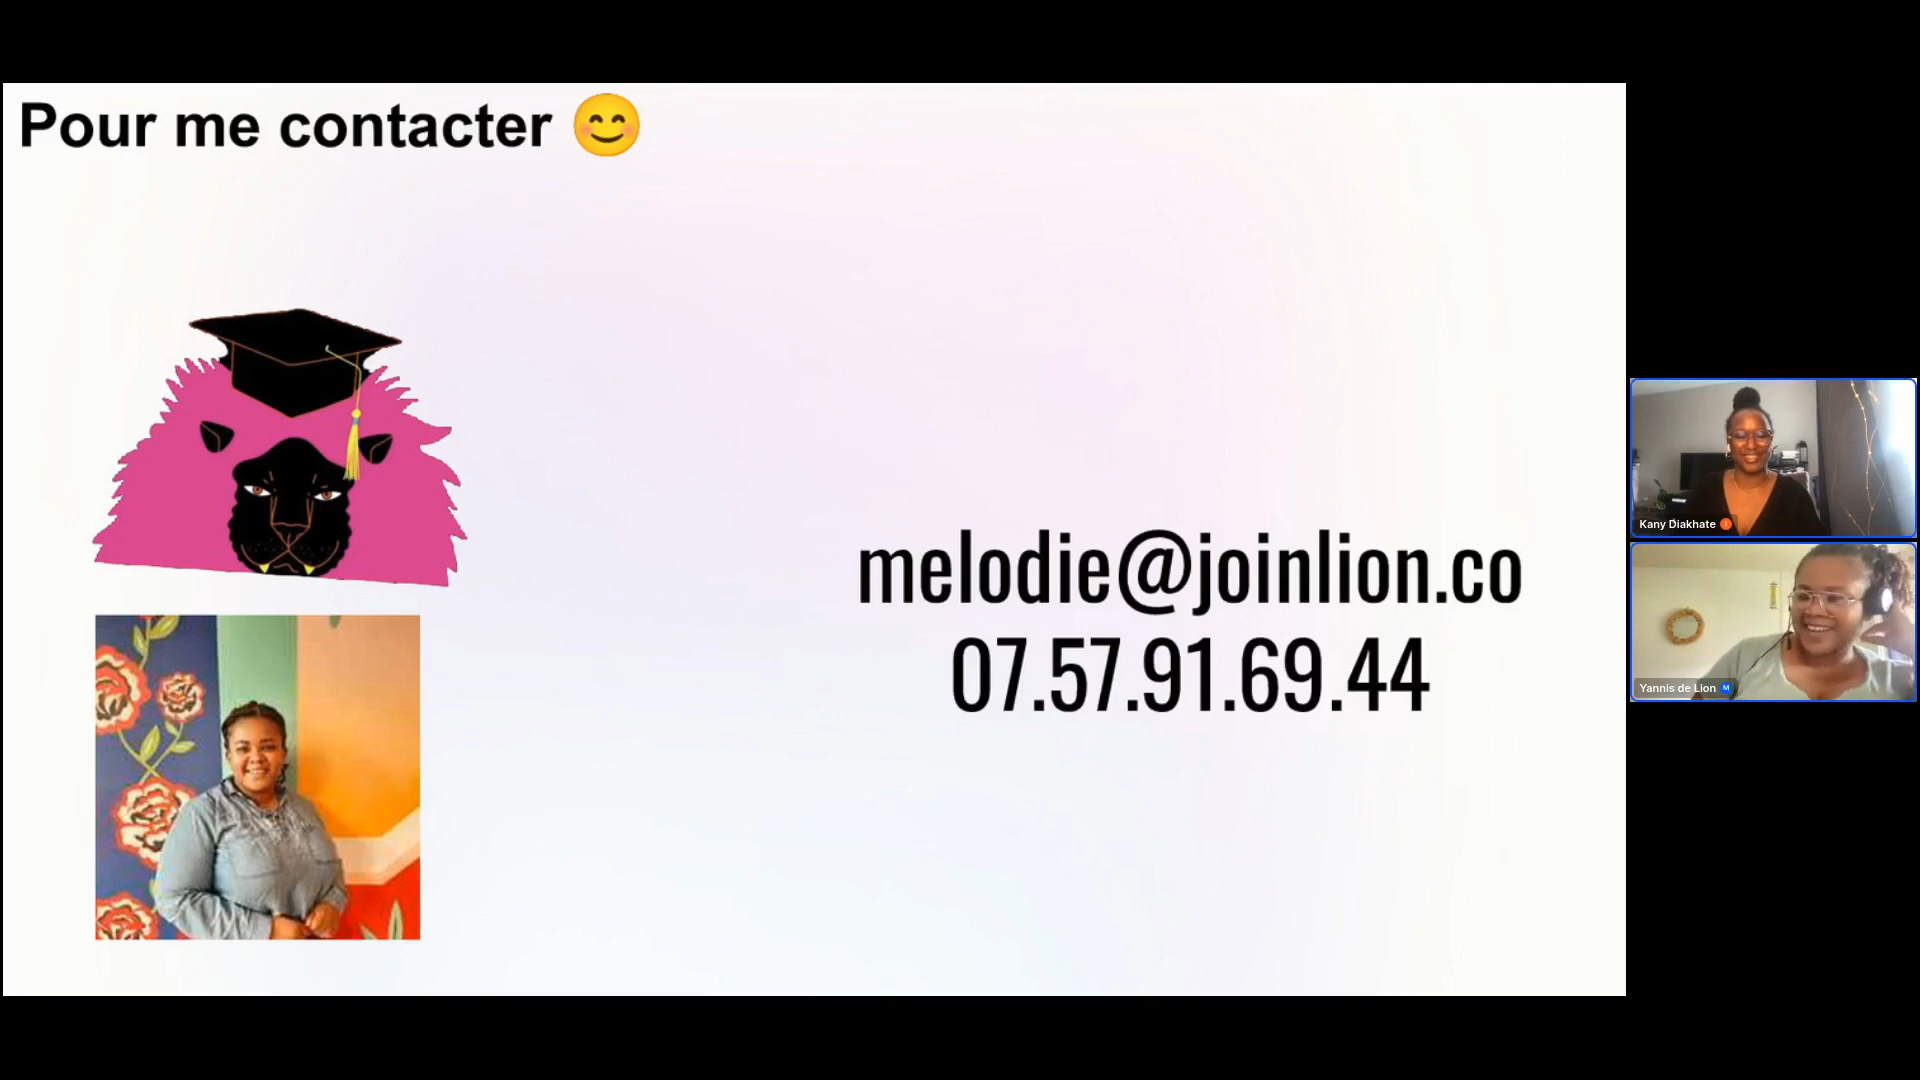 Pour me contacter 😊
melodie@joinlion.co
07.57.91.69.44
Kany Diakhate
Yannis de Lion M